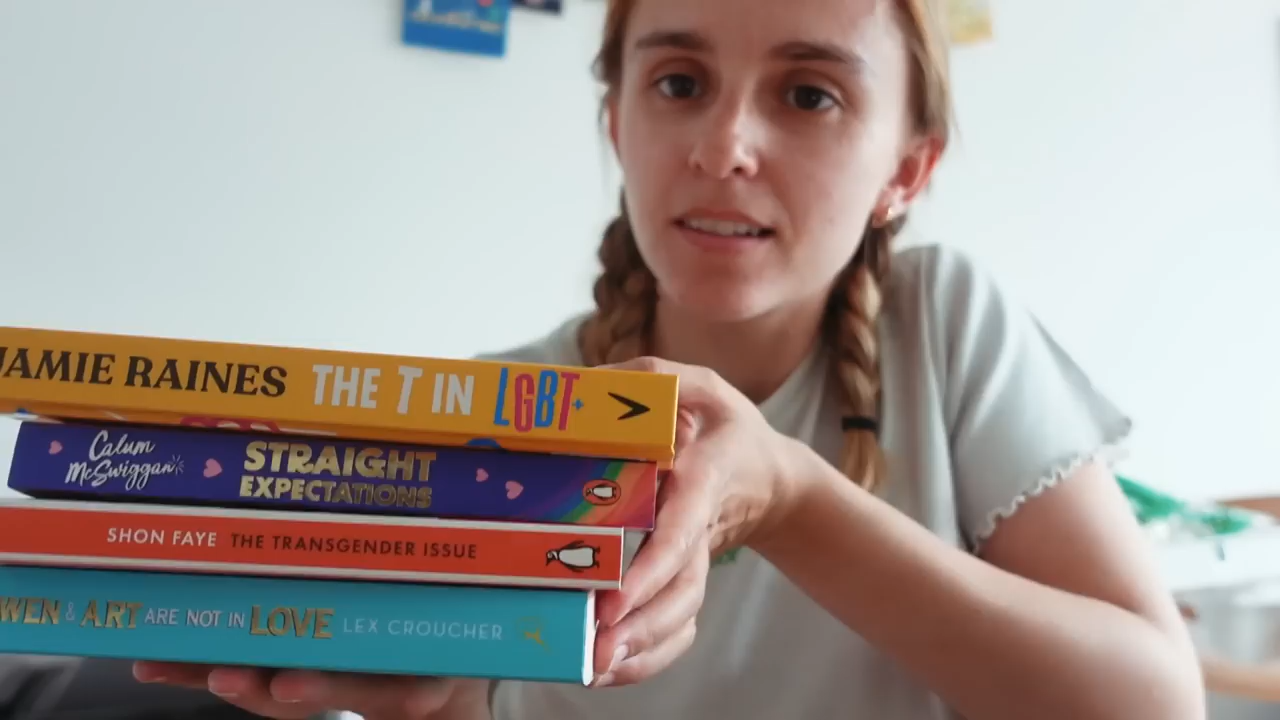 JAMIE RAINES THE T IN LGBT+
Calum
McSwiggan
STRAIGHT
EXPECTATIONS
SHON FAYE THE TRANSGENDER ISSUE
WEN & ART ARE NOT IN LOVE LEX CROUCHER